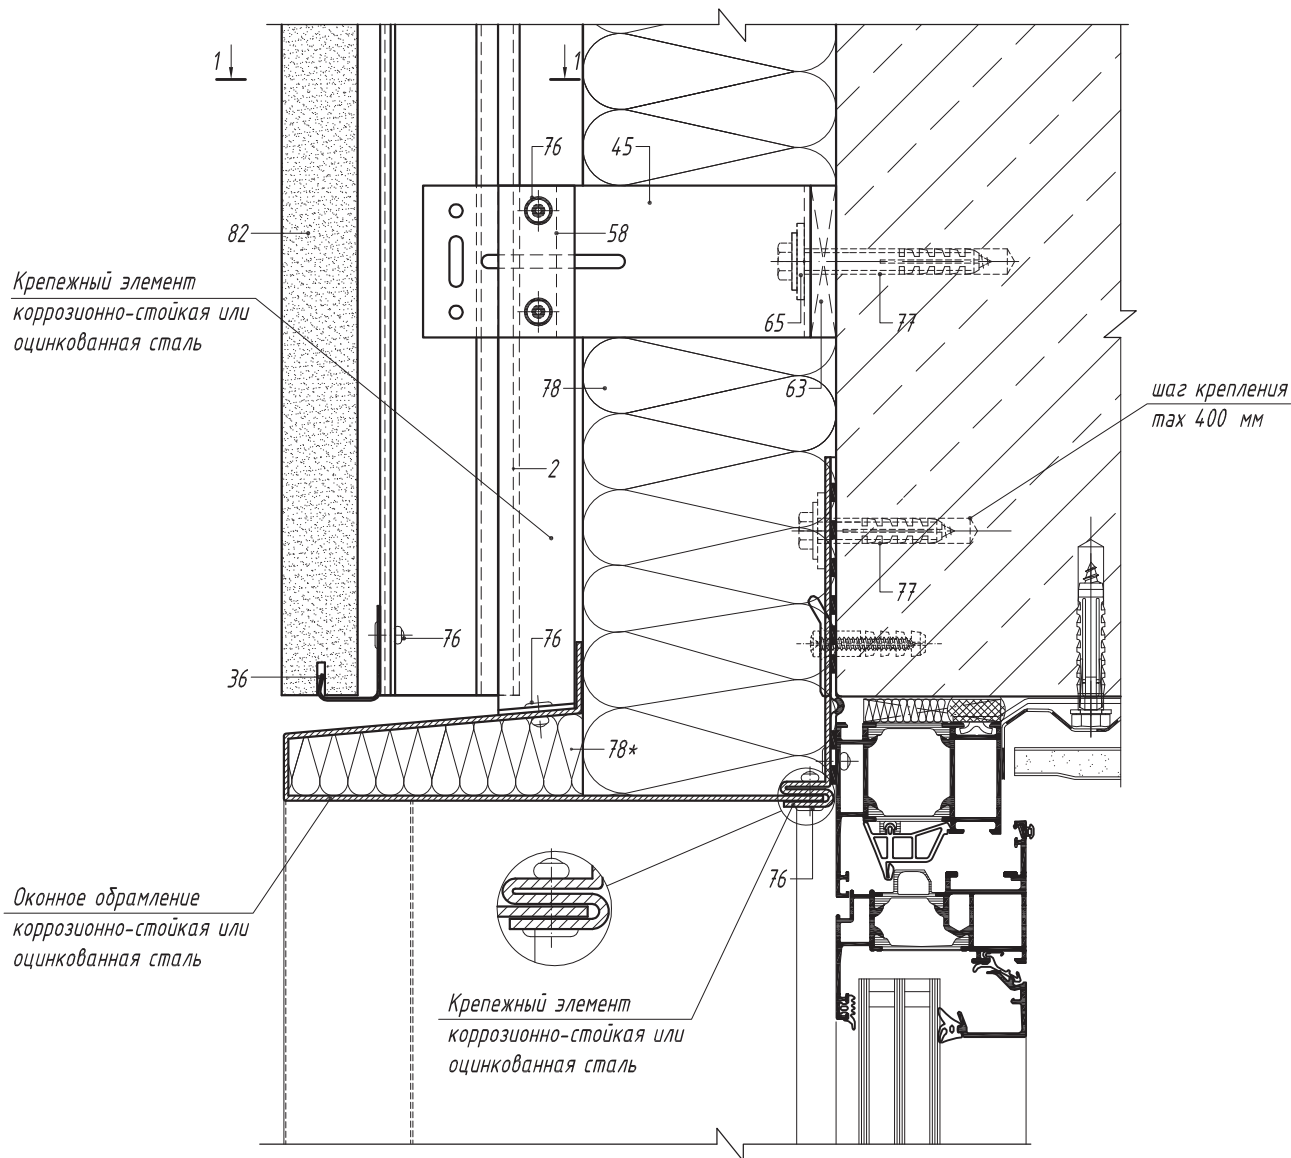 1
1
76
45
82
58
Крепежный элемент
коррозионно-стойкая или
оцинкованная сталь
65
77
78
63
шаг крепления
max 400 мм
2
77
76
76
36
78*
76
Оконное обрамление
коррозионно-стойкая или
оцинкованная сталь
Крепежный элемент
коррозионно-стойкая или
оцинкованная сталь